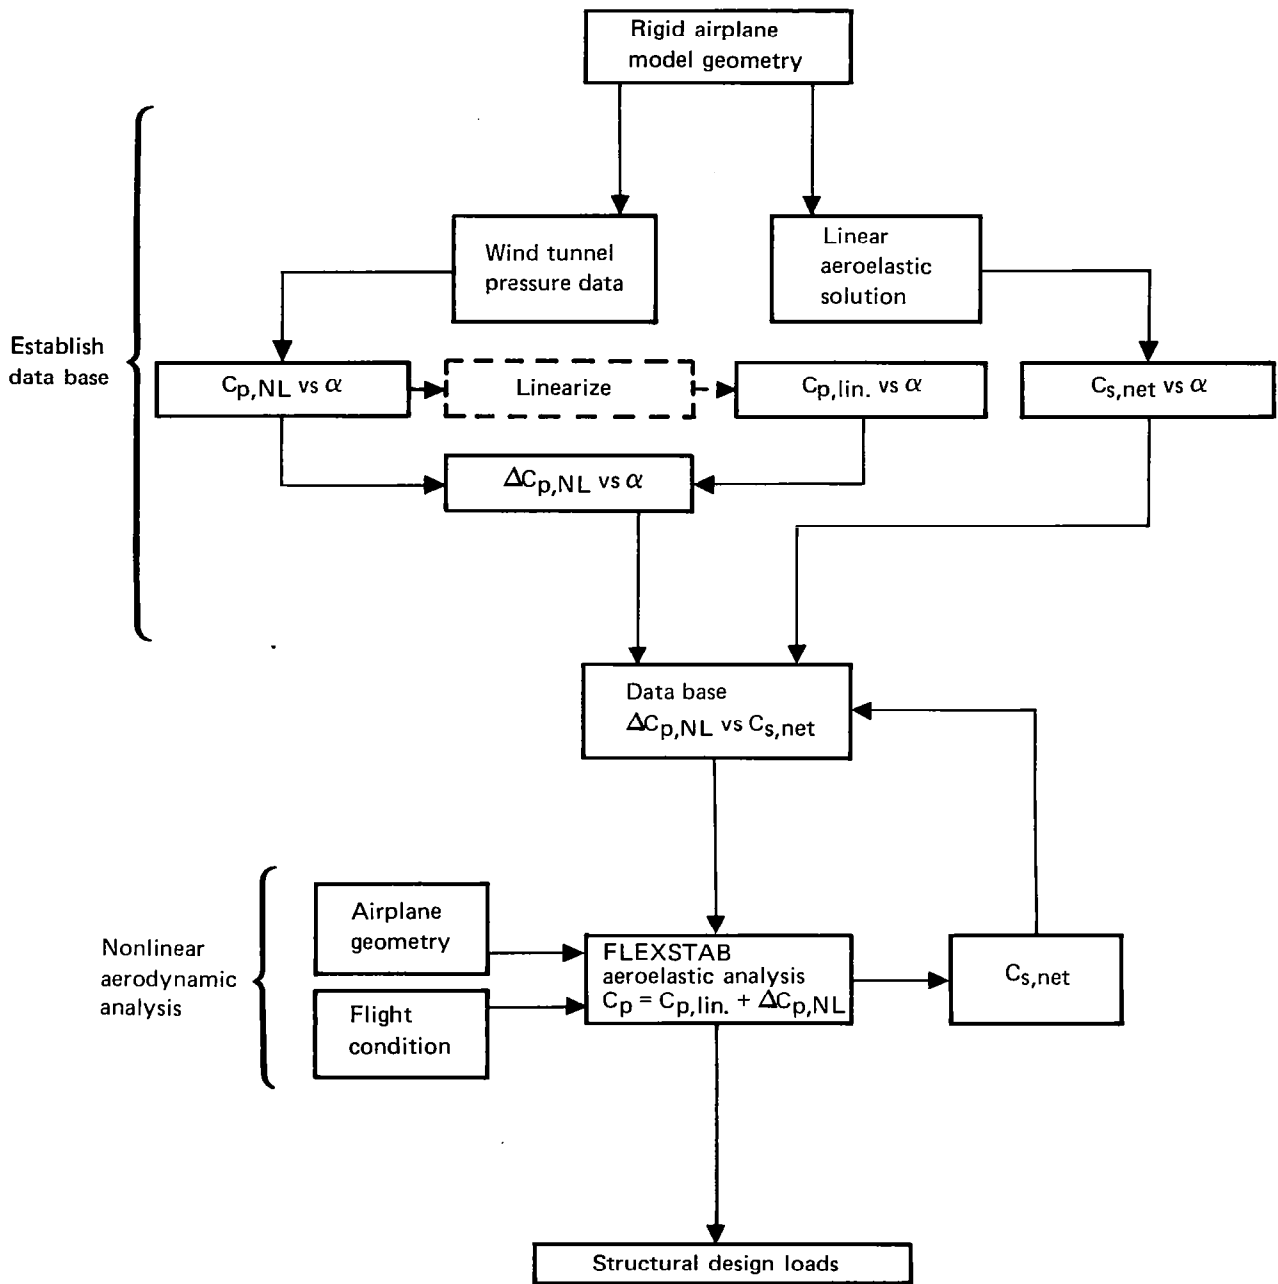 Rigid airplane
model geometry
Wind tunnel
pressure data
Linear
aeroelastic
solution
Establish
data base
Cp,NL vs α
Linearize
Cp,lin. vs α
Cs,net vs α
ΔCp,NL vs α
Data base
ΔCp,NL vs Cs,net
Nonlinear
aerodynamic
analysis
Airplane
geometry
Flight
condition
FLEXSTAB
aeroelastic analysis
Cp = Cp,lin. + ΔCp,NL
Cs,net
Structural design loads